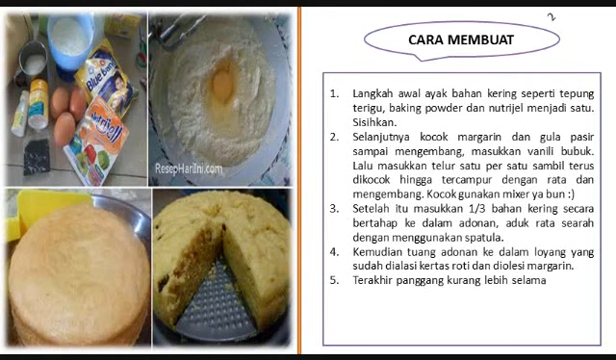 Blue Band
Nutrijell
ResepHariIni.com
2
CARA MEMBUAT
1. Langkah awal ayak bahan kering seperti tepung
terigu, baking powder dan nutrijel menjadi satu.
Sisihkan.
2. Selanjutnya kocok margarin dan gula pasir
sampai mengembang, masukkan vanili bubuk.
Lalu masukkan telur satu per satu sambil terus
dikocok hingga tercampur dengan rata dan
mengembang. Kocok gunakan mixer ya bun :)
3. Setelah itu masukkan 1/3 bahan kering secara
bertahap ke dalam adonan, aduk rata searah
dengan menggunakan spatula.
4. Kemudian tuang adonan ke dalam loyang yang
sudah dialasi kertas roti dan diolesi margarin.
5. Terakhir panggang kurang lebih selama